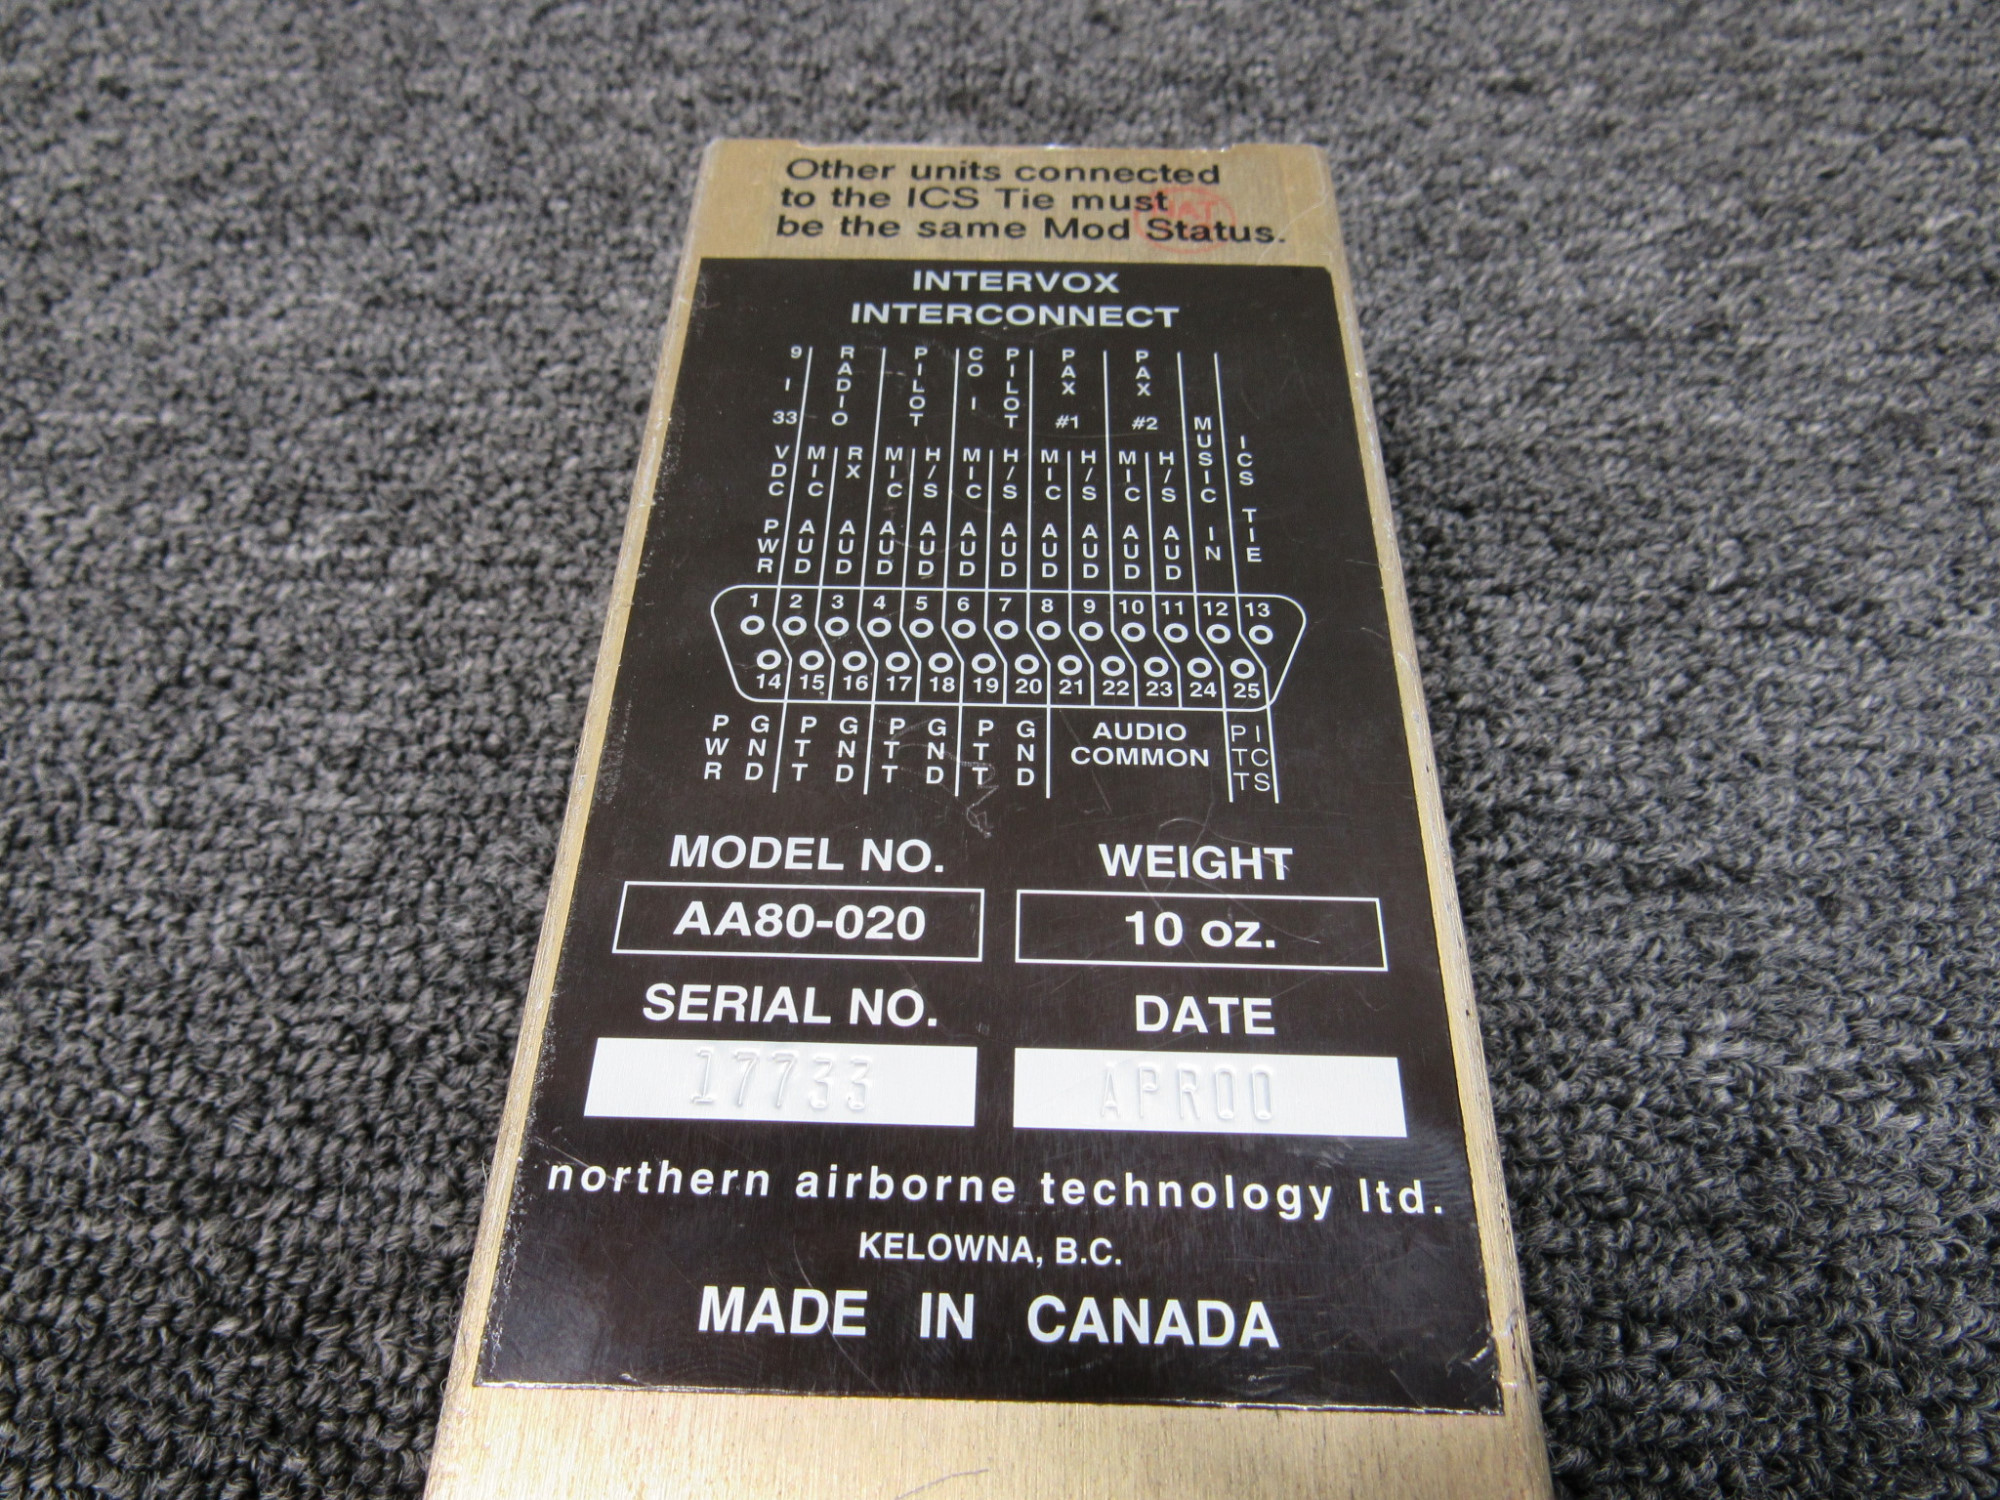 Other units connected
to the ICS Tie must
be the same Mod Status.
NAT
INTERVOX
INTERCONNECT
9 I 33 VDC PWR
RADIO
MIC AUD
RX AUD
PILOT
MIC AUD
H/S AUD
CO I PILOT
MIC AUD
H/S AUD
PAX #1
MIC AUD
H/S AUD
PAX #2
MIC AUD
H/S AUD
MUSIC IN
ICS TIE
1 2 3 4 5 6 7 8 9 10 11 12 13
14 15 16 17 18 19 20 21 22 23 24 25
PWR GND PTT GND PTT GND PTT GND
AUDIO
COMMON
PTT ICS
MODEL NO. WEIGHT
AA80-020 10 oz.
SERIAL NO. DATE
17733 APR00
northern airborne technology ltd.
KELOWNA, B.C.
MADE IN CANADA